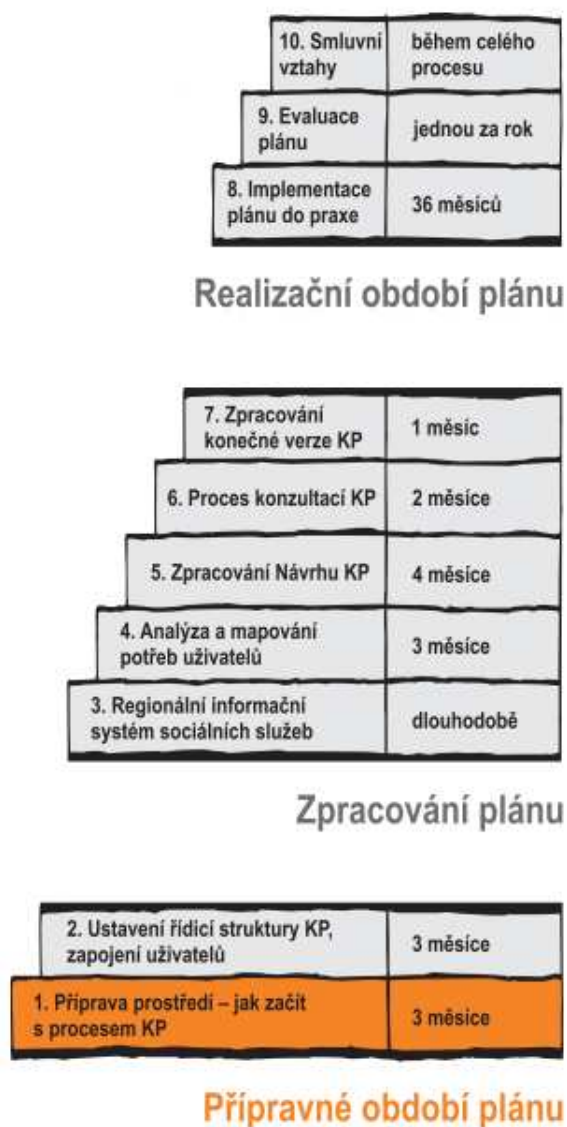 10. Smluvní
vztahy
během celého
procesu
9. Evaluace
plánu
jednou za rok
8. Implementace
plánu do praxe
36 měsíců
Realizační období plánu
7. Zpracování
konečné verze KP
1 měsíc
6. Proces konzultací KP
2 měsíce
5. Zpracování Návrhu KP
4 měsíce
4. Analýza a mapování
potřeb uživatelů
3 měsíce
3. Regionální informační
systém sociálních služeb
dlouhodobě
Zpracování plánu
2. Ustavení řídicí struktury KP,
zapojení uživatelů
3 měsíce
1. Příprava prostředí – jak začít
s procesem KP
3 měsíce
Přípravné období plánu